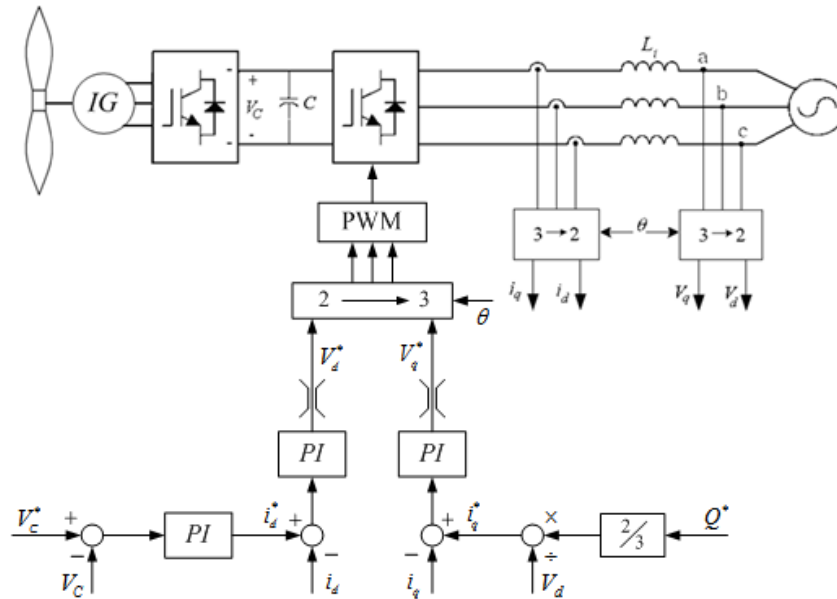 L_i
a
IG
+
V_C
C
-
-
-
-
b
c
PWM
3→2
θ
3→2
i_q
i_d
V_q
V_d
2 → 3
θ
V_d^*
V_q^*
PI
PI
V_C^*
+
−
V_C
PI
i_d^*
+
−
i_d
+
−
i_q
i_q^*
×
÷
V_d
2/3
Q^*